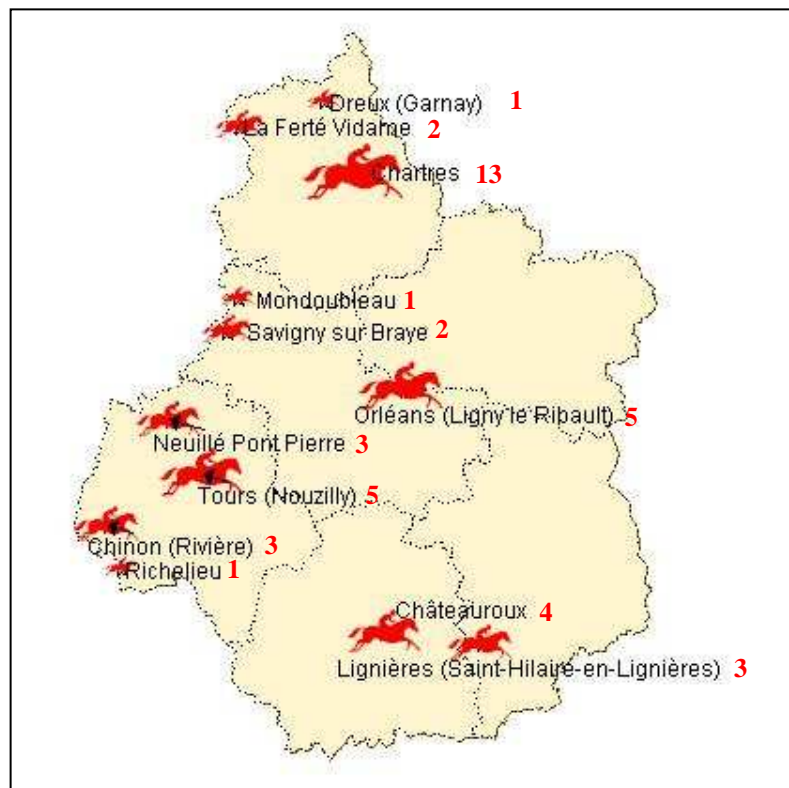 Dreux (Garnay) 1
La Ferté Vidame 2
Chartres 13
Mondoubleau 1
Savigny sur Braye 2
Orléans (Ligny le Ribault) 5
Neuillé Pont Pierre 3
Tours (Nouzilly) 5
Chinon (Rivière) 3
Richelieu 1
Châteauroux 4
Lignières (Saint-Hilaire-en-Lignières) 3